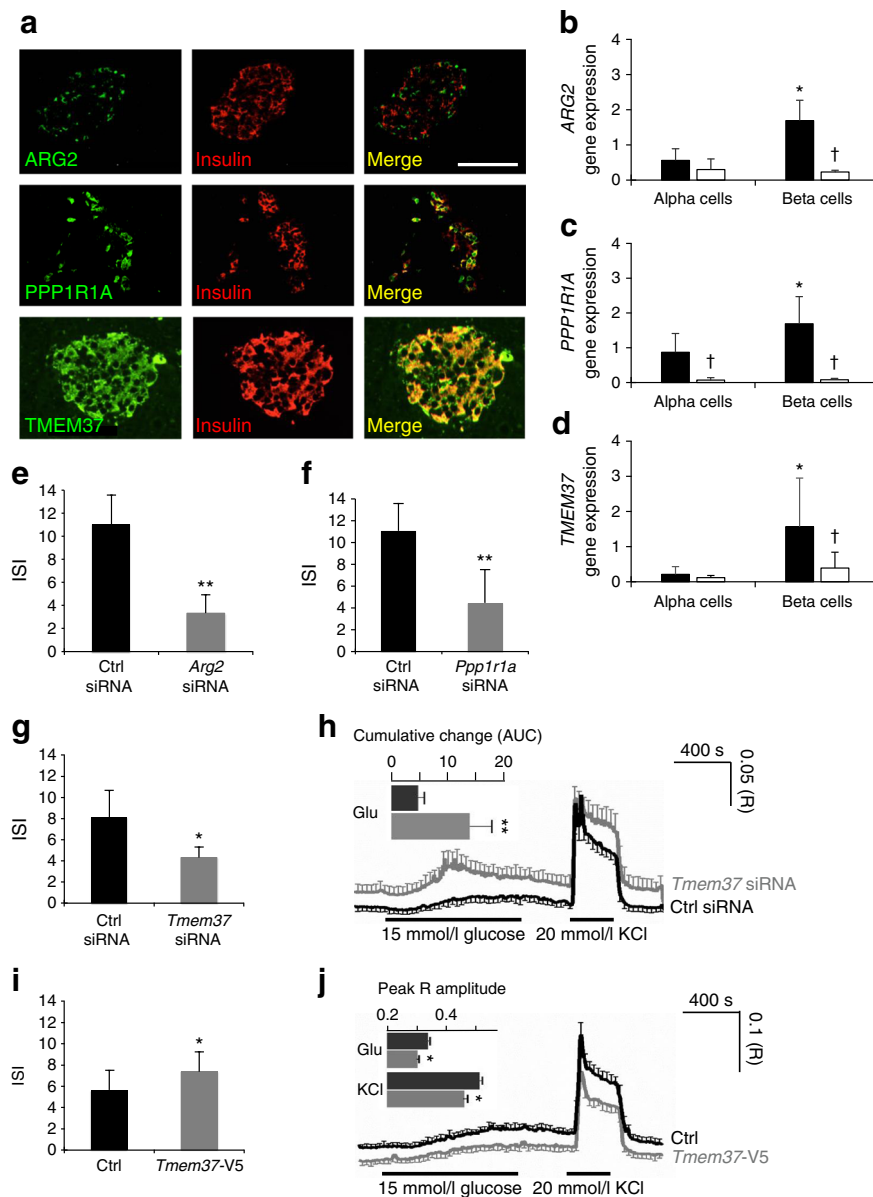 a
ARG2
Insulin
Merge
PPP1R1A
Insulin
Merge
TMEM37
Insulin
Merge
b
ARG2
gene expression
4
3
2
1
0
*
†
Alpha cells
Beta cells
c
PPP1R1A
gene expression
4
3
2
1
0
†
*
†
Alpha cells
Beta cells
d
TMEM37
gene expression
4
3
2
1
0
*
†
Alpha cells
Beta cells
e
ISI
14
12
10
8
6
4
2
0
**
Ctrl
siRNA
Arg2
siRNA
f
ISI
14
12
10
8
6
4
2
0
**
Ctrl
siRNA
Ppp1r1a
siRNA
g
ISI
14
12
10
8
6
4
2
0
*
Ctrl
siRNA
Tmem37
siRNA
h
Cumulative change (AUC)
0 10 20
Glu
**
400 s
0.05 (R)
Tmem37 siRNA
Ctrl siRNA
15 mmol/l glucose
20 mmol/l KCl
i
ISI
14
12
10
8
6
4
2
0
*
Ctrl
Tmem37-V5
j
Peak R amplitude
0.2 0.4
Glu
*
KCl
*
400 s
0.1 (R)
Ctrl
Tmem37-V5
15 mmol/l glucose
20 mmol/l KCl